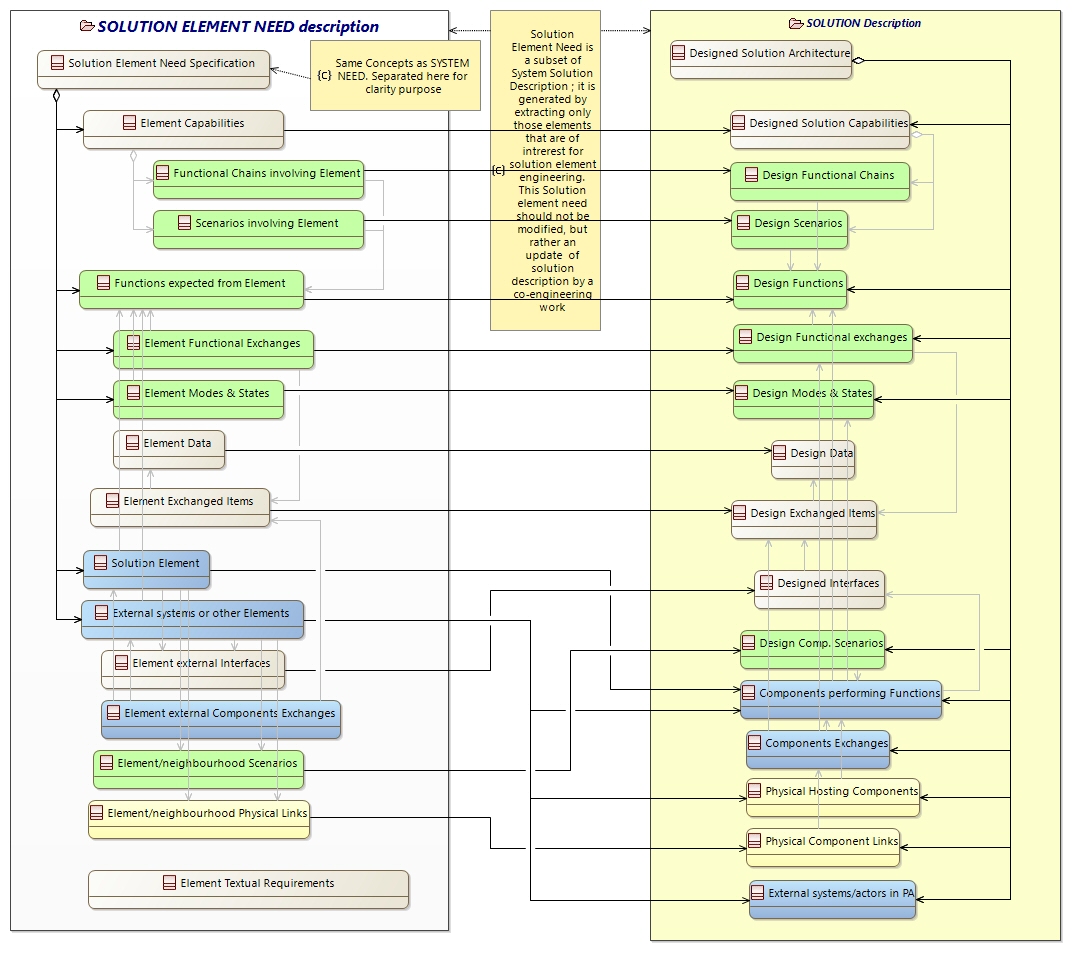 SOLUTION ELEMENT NEED description
Solution Element Need Specification
{c}
Same Concepts as SYSTEM
NEED. Separated here for
clarity purpose
Element Capabilities
Functional Chains involving Element
Scenarios involving Element
Functions expected from Element
Element Functional Exchanges
Element Modes & States
Element Data
Element Exchanged Items
Solution Element
External systems or other Elements
Element external Interfaces
Element external Components Exchanges
Element/neighbourhood Scenarios
Element/neighbourhood Physical Links
Element Textual Requirements
{c}
Solution
Element Need is
a subset of
System Solution
Description ; it is
generated by
extracting only
those elements
that are of
intrerest for
solution element
engineering.
This Solution
element need
should not be
modified, but
rather an
update of
solution
description by a
co-engineering
work
SOLUTION Description
Designed Solution Architecture
Designed Solution Capabilities
Design Functional Chains
Design Scenarios
Design Functions
Design Functional exchanges
Design Modes & States
Design Data
Design Exchanged Items
Designed Interfaces
Design Comp. Scenarios
Components performing Functions
Components Exchanges
Physical Hosting Components
Physical Component Links
External systems/actors in PA